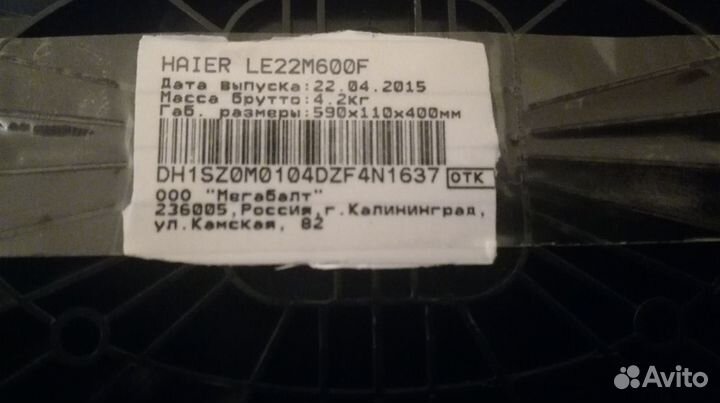 HAIER LE22M600F
Дата выпуска:22.04.2015
Масса брутто:4.2кг
Габ. размеры:590x110x400мм
DH1SZ0M0104DZF4N1637 ОТК
ООО "Мегабалт"
236005,Россия,г.Калининград,
ул.Камская, 82
Avito